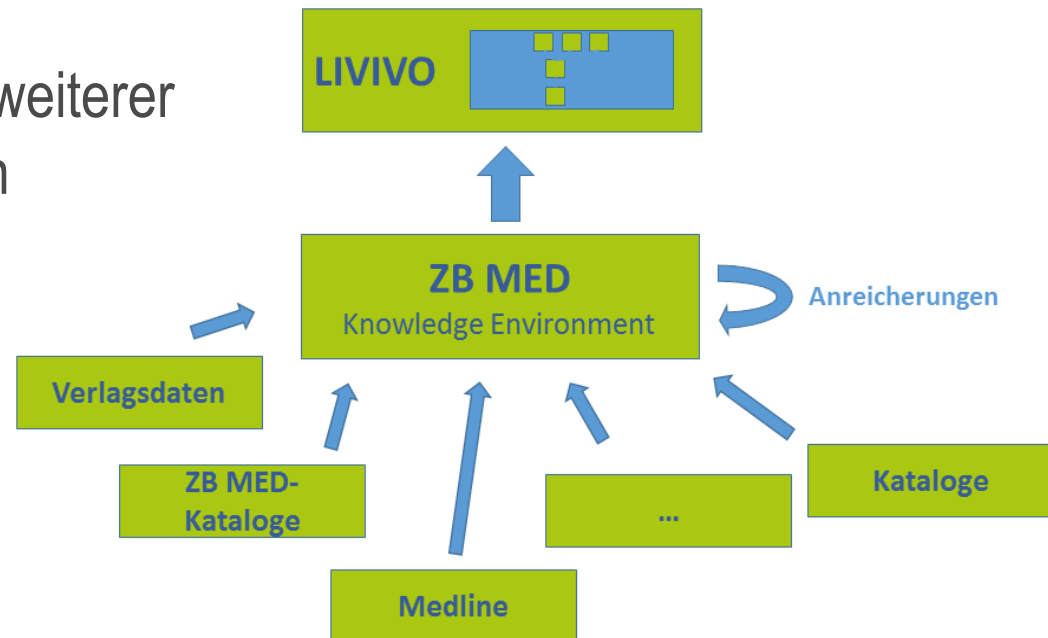 weiterer
LIVIVO
ZB MED
Knowledge Environment
Anreicherungen
Verlagsdaten
ZB MED-
Kataloge
...
Kataloge
Medline